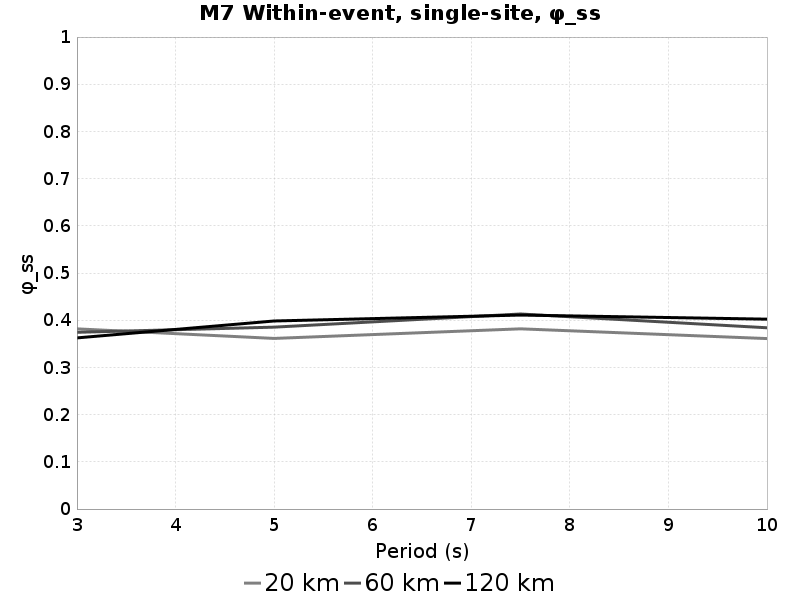 M7 Within-event, single-site, φ_ss
1
0.9
0.8
0.7
0.6
0.5
0.4
0.3
0.2
0.1
0
φ_ss
3 4 5 6 7 8 9 10
Period (s)
20 km 60 km 120 km